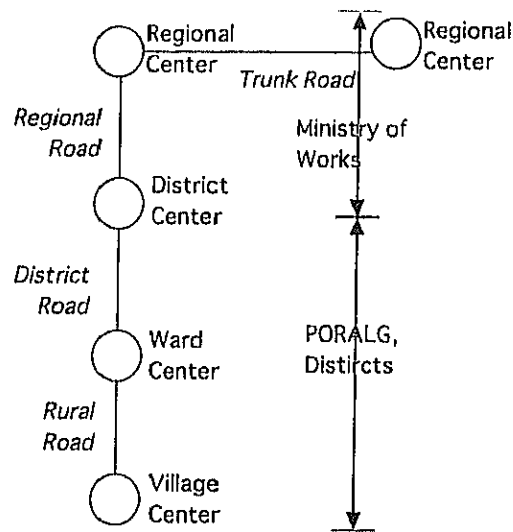 Regional
Center
Regional
Center
Trunk Road
Regional
Road
Ministry of
Works
District
Center
District
Road
PORALG,
Distircts
Ward
Center
Rural
Road
Village
Center